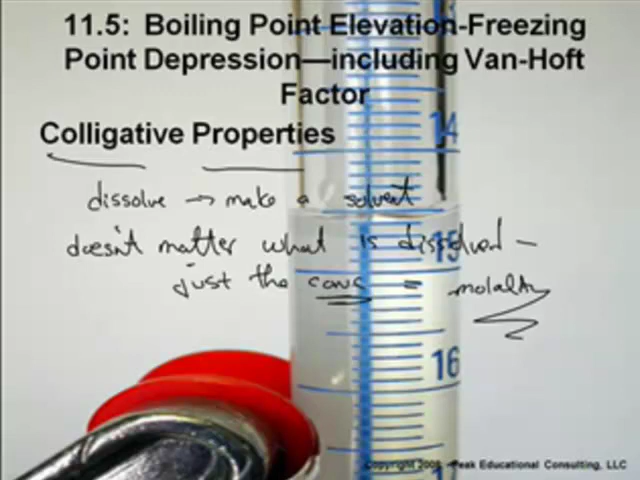 11.5: Boiling Point Elevation-Freezing
Point Depression—including Van-Hoft
Factor
Colligative Properties
14
dissolve → make a solvent
doesn't matter what is dissolved –
15
just the conc = molality
16
Copyright 2008 Peak Educational Consulting, LLC